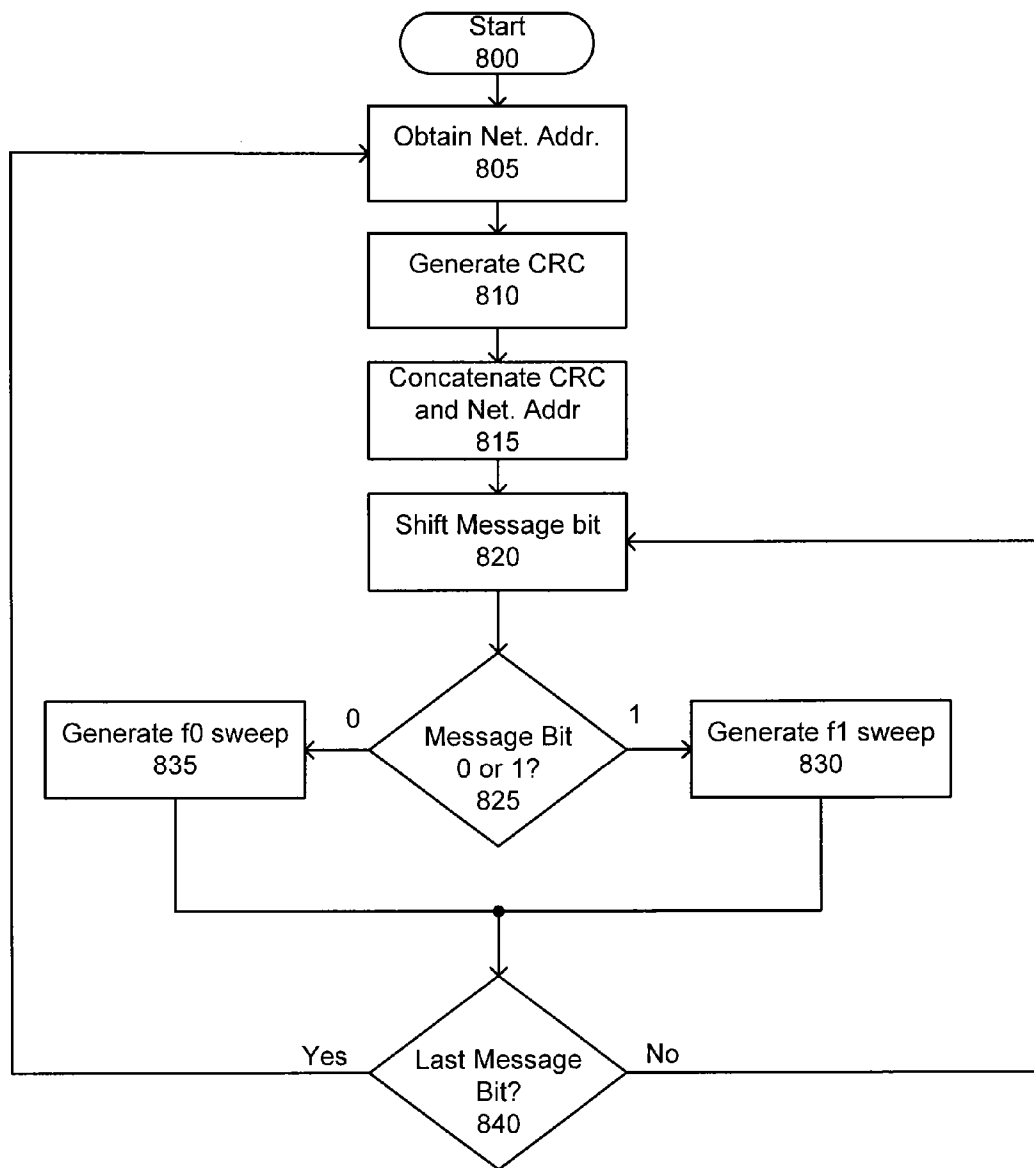 Start
800
Obtain Net. Addr.
805
Generate CRC
810
Concatenate CRC
and Net. Addr
815
Shift Message bit
820
0
1
Generate f0 sweep
835
Message Bit
0 or 1?
825
Generate f1 sweep
830
Yes
No
Last Message
Bit?
840